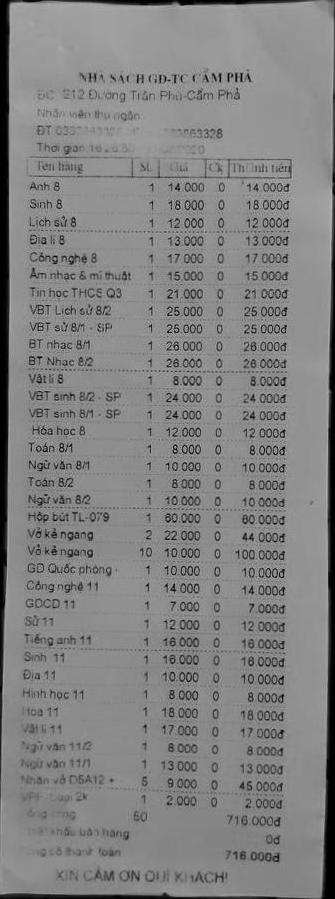 NHÀ SÁCH GD-TC CẨM PHẢ
ĐC 212 Đường Trần Phú-Cẩm Phả
Nhân viên thu ngân
ĐT
Thời gian
Tên hàng SL Giá Ck Thành tiền
Anh 8 1 14.000 0 14.000đ
Sinh 8 1 18.000 0 18.000đ
Lịch sử 8 1 12.000 0 12.000đ
Địa lí 8 1 13.000 0 13.000đ
Công nghệ 8 1 17.000 0 17.000đ
Âm nhạc & mĩ thuật 1 15.000 0 15.000đ
Tin học THCS Q3 1 21.000 0 21.000đ
VBT Lịch sử 8/2 1 25.000 0 25.000đ
VBT sử 8/1 - SP 1 25.000 0 25.000đ
BT nhạc 8/1 1 26.000 0 26.000đ
BT Nhạc 8/2 1 26.000 0 26.000đ
Vật lí 8 1 8.000 0 8.000đ
VBT sinh 8/2 - SP 1 24.000 0 24.000đ
VBT sinh 8/1 - SP 1 24.000 0 24.000đ
Hóa học 8 1 12.000 0 12.000đ
Toán 8/1 1 8.000 0 8.000đ
Ngữ văn 8/1 1 10.000 0 10.000đ
Toán 8/2 1 8.000 0 8.000đ
Ngữ văn 8/2 1 10.000 0 10.000đ
Hộp bút TL-079 1 60.000 0 60.000đ
Vở kẻ ngang 2 22.000 0 44.000đ
Vở kẻ ngang 10 10.000 0 100.000đ
GD Quốc phòng - 1 10.000 0 10.000đ
Công nghệ 11 1 14.000 0 14.000đ
GDCD 11 1 7.000 0 7.000đ
Sử 11 1 12.000 0 12.000đ
Tiếng anh 11 1 16.000 0 16.000đ
Sinh 11 1 16.000 0 16.000đ
Địa 11 1 10.000 0 10.000đ
Hình học 11 1 8.000 0 8.000đ
Hóa 11 1 18.000 0 18.000đ
Vật lí 11 1 17.000 0 17.000đ
Ngữ văn 11/2 1 8.000 0 8.000đ
Ngữ văn 11/1 1 13.000 0 13.000đ
Nhãn vở D5A12 + 5 9.000 0 45.000đ
2k 1 2.000 0 2.000đ
Tổng cộng 50 716.000đ
khấu bán hàng 0đ
thanh toán 716.000đ
XIN CẢM ƠN QUÍ KHÁCH!